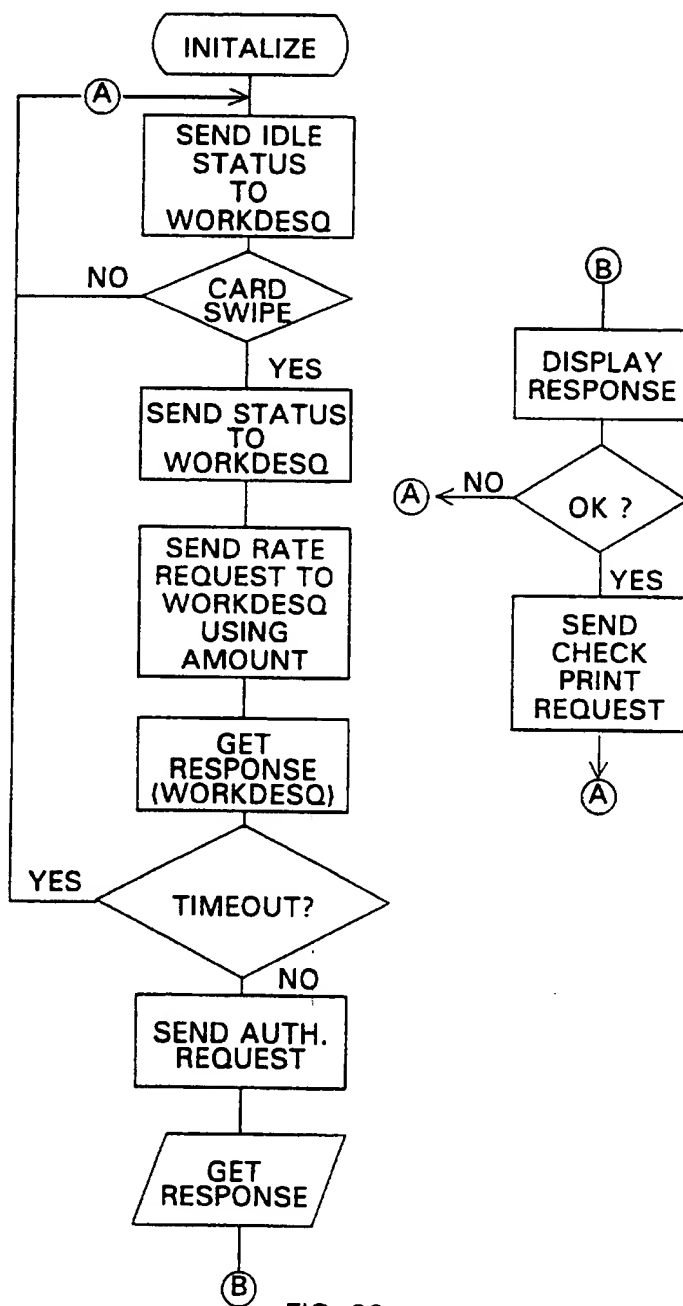 INITALIZE
A
SEND IDLE
STATUS
TO
WORKDESQ
NO
CARD
SWIPE
YES
SEND STATUS
TO
WORKDESQ
SEND RATE
REQUEST TO
WORKDESQ
USING
AMOUNT
GET
RESPONSE
(WORKDESQ)
YES
TIMEOUT?
NO
SEND AUTH.
REQUEST
GET
RESPONSE
B
B
DISPLAY
RESPONSE
A
NO
OK ?
YES
SEND
CHECK
PRINT
REQUEST
A